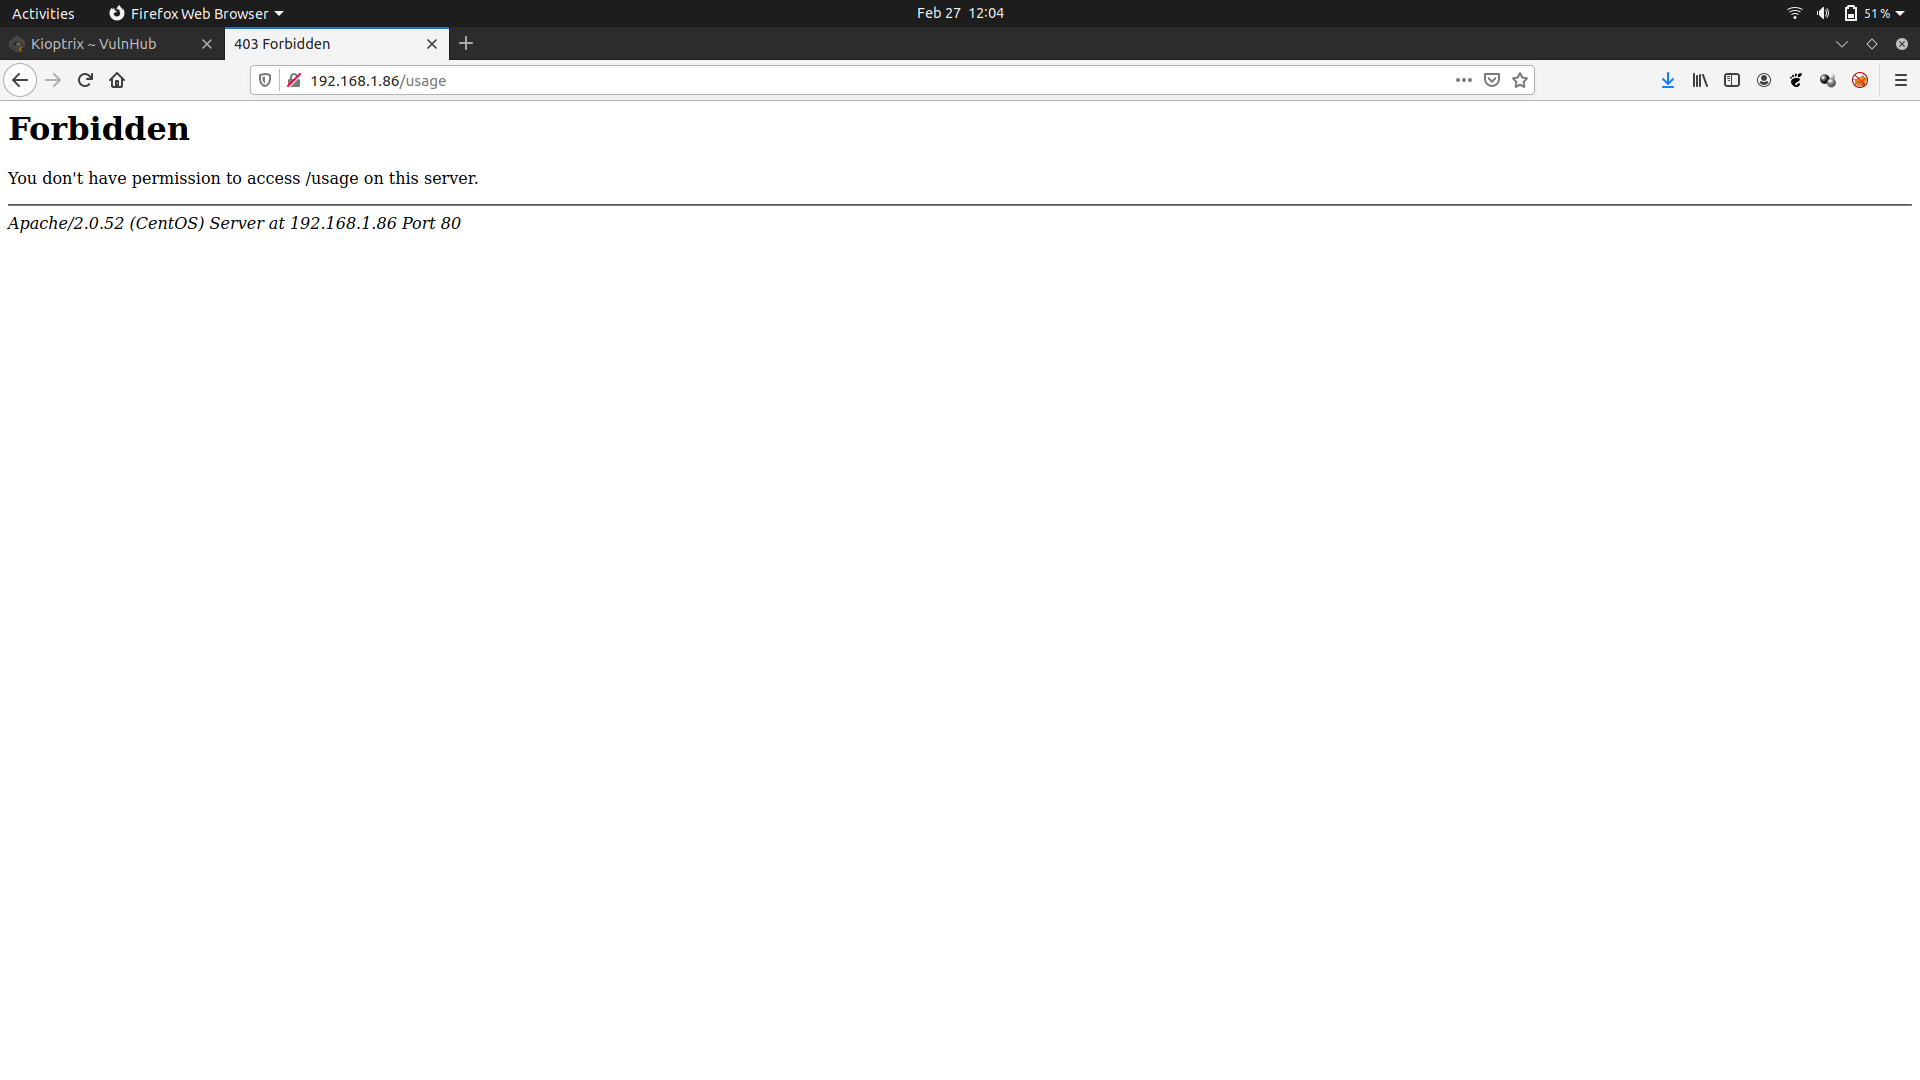 Activities
Firefox Web Browser
Feb 27 12:04
51 %
Kioptrix ~ VulnHub
403 Forbidden
192.168.1.86/usage
Forbidden
You don't have permission to access /usage on this server.
Apache/2.0.52 (CentOS) Server at 192.168.1.86 Port 80